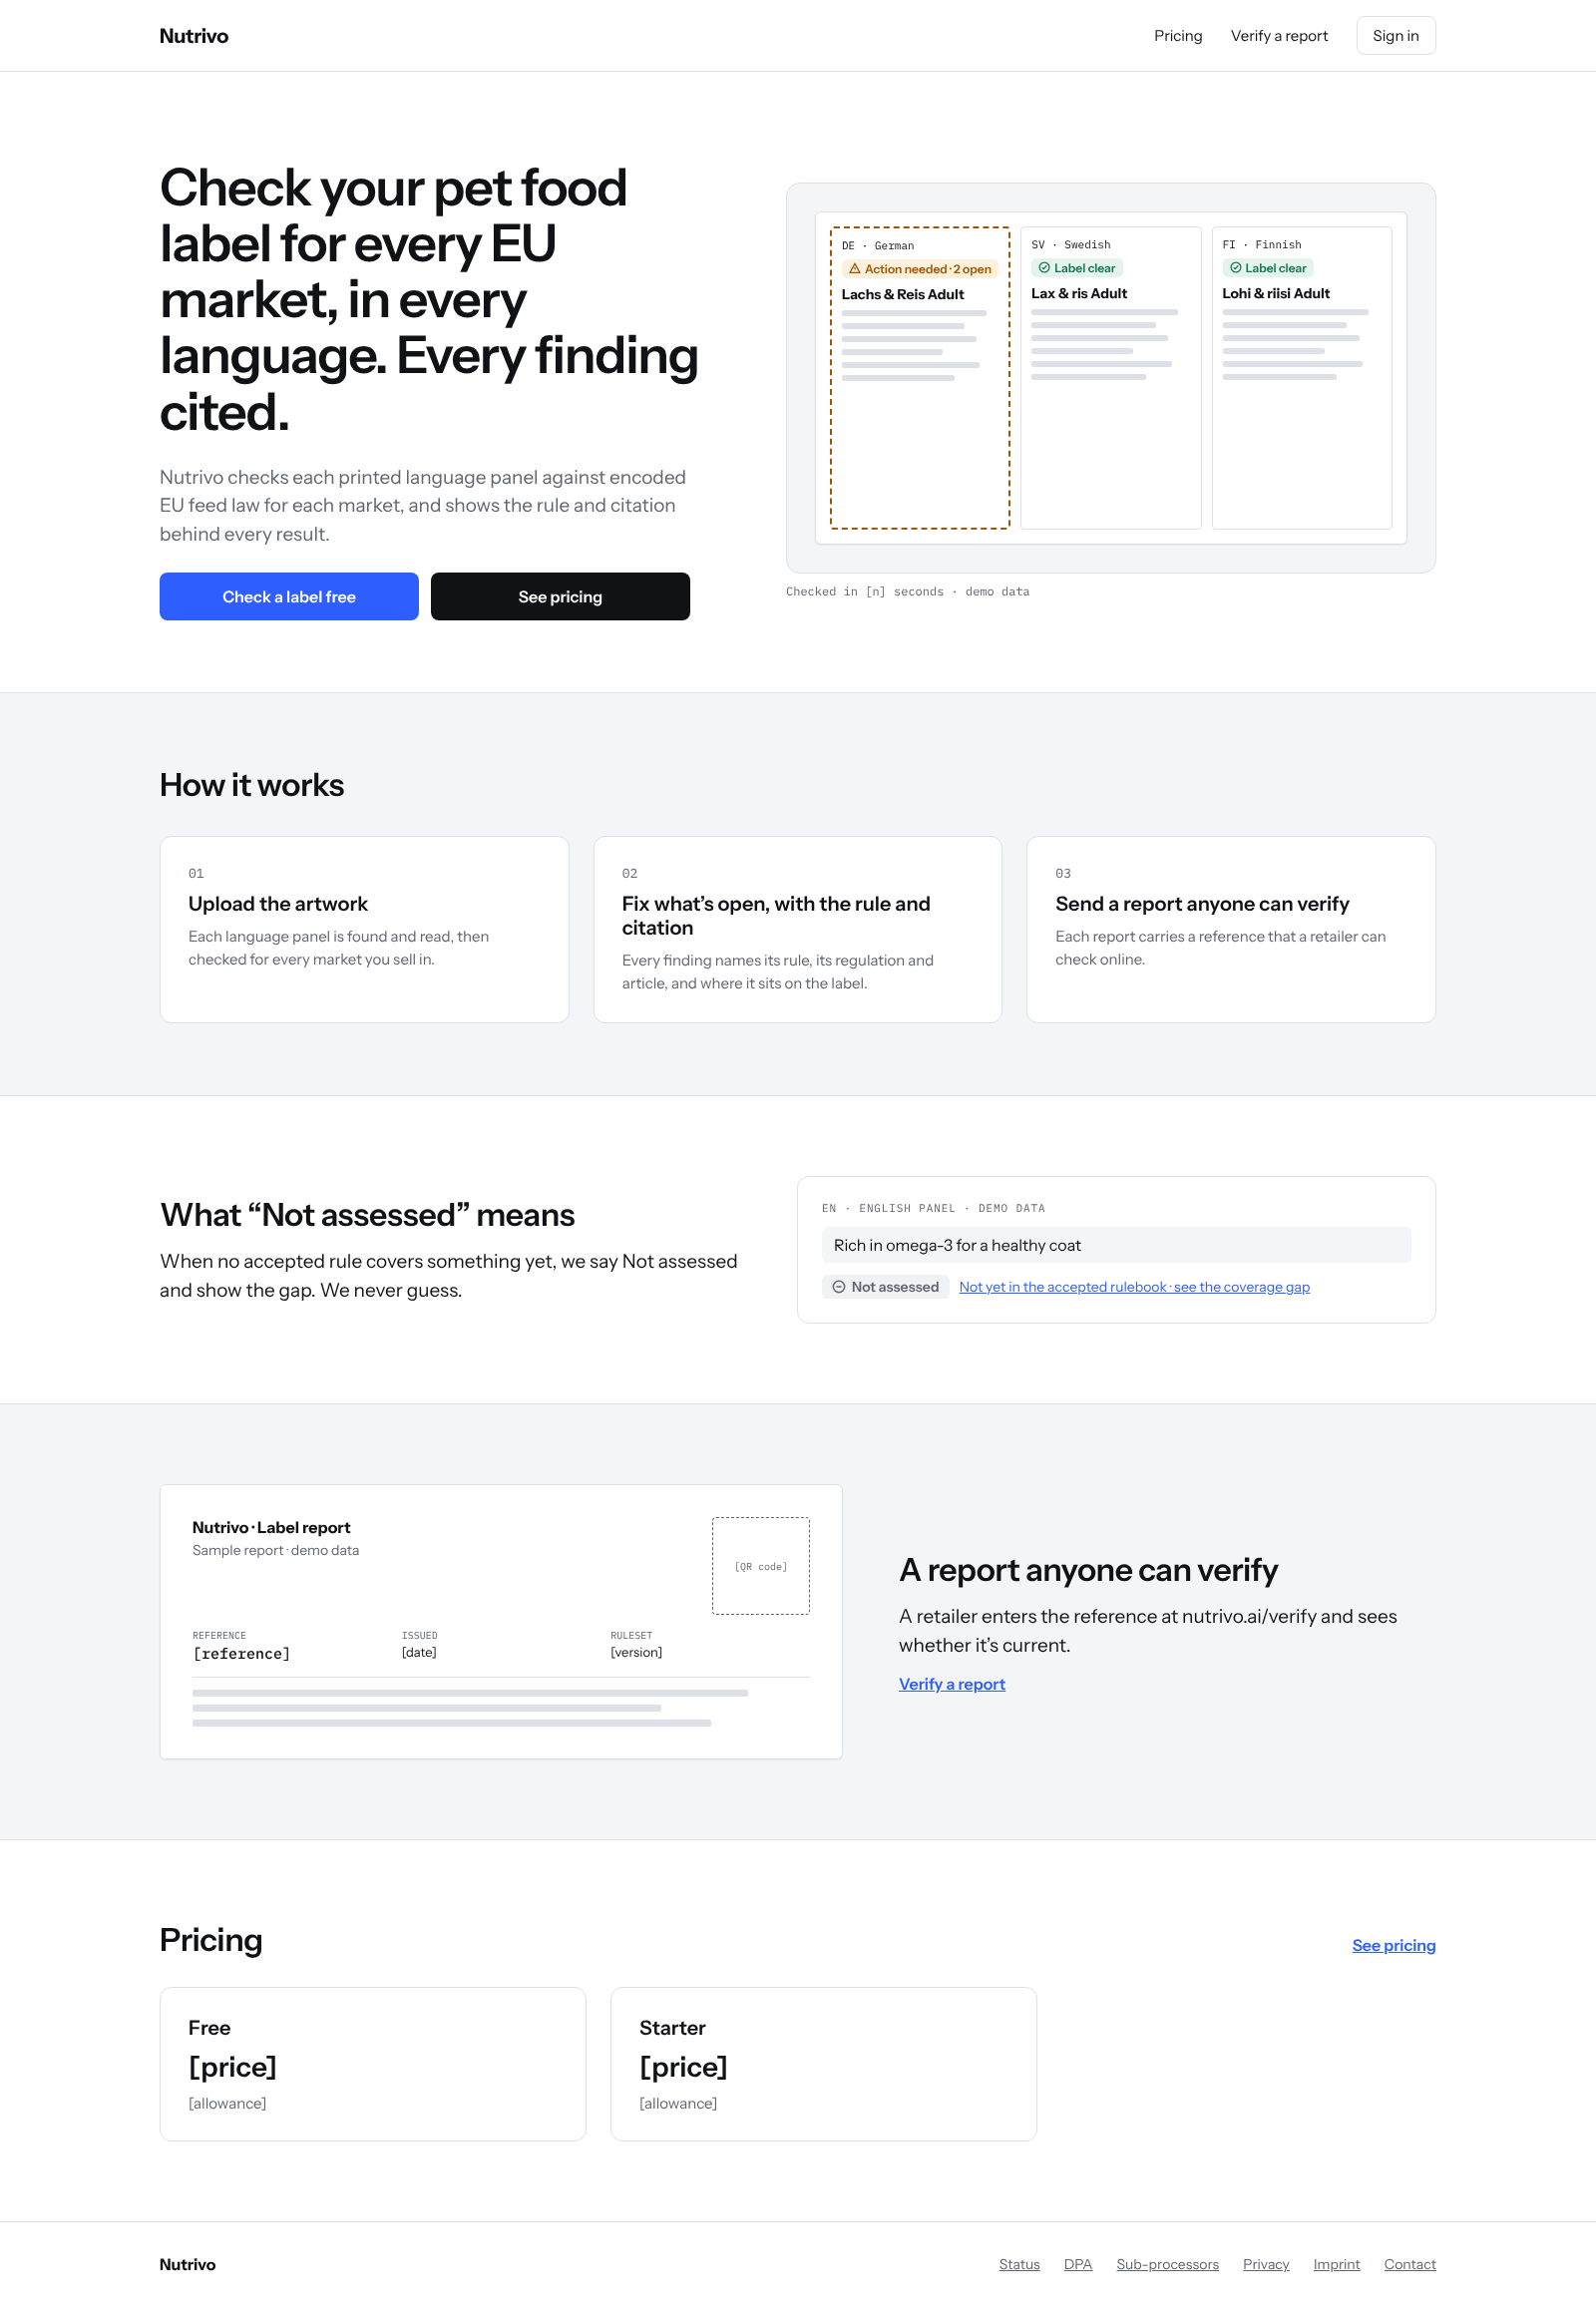 Nutrivo
Pricing
Verify a report
Sign in
Check your pet food
label for every EU
market, in every
language. Every finding
cited.
Nutrivo checks each printed language panel against encoded
EU feed law for each market, and shows the rule and citation
behind every result.
Check a label free
See pricing
DE · German
Action needed · 2 open
Lachs & Reis Adult
SV · Swedish
Label clear
Lax & ris Adult
FI · Finnish
Label clear
Lohi & riisi Adult
Checked in [n] seconds · demo data
How it works
01
Upload the artwork
Each language panel is found and read, then
checked for every market you sell in.
02
Fix what’s open, with the rule and
citation
Every finding names its rule, its regulation and
article, and where it sits on the label.
03
Send a report anyone can verify
Each report carries a reference that a retailer can
check online.
What “Not assessed” means
When no accepted rule covers something yet, we say Not assessed
and show the gap. We never guess.
EN · ENGLISH PANEL · DEMO DATA
Rich in omega-3 for a healthy coat
Not assessed
Not yet in the accepted rulebook · see the coverage gap
Nutrivo · Label report
Sample report · demo data
[QR code]
REFERENCE
[reference]
ISSUED
[date]
RULESET
[version]
A report anyone can verify
A retailer enters the reference at nutrivo.ai/verify and sees
whether it’s current.
Verify a report
Pricing
See pricing
Free
[price]
[allowance]
Starter
[price]
[allowance]
Nutrivo
Status
DPA
Sub-processors
Privacy
Imprint
Contact